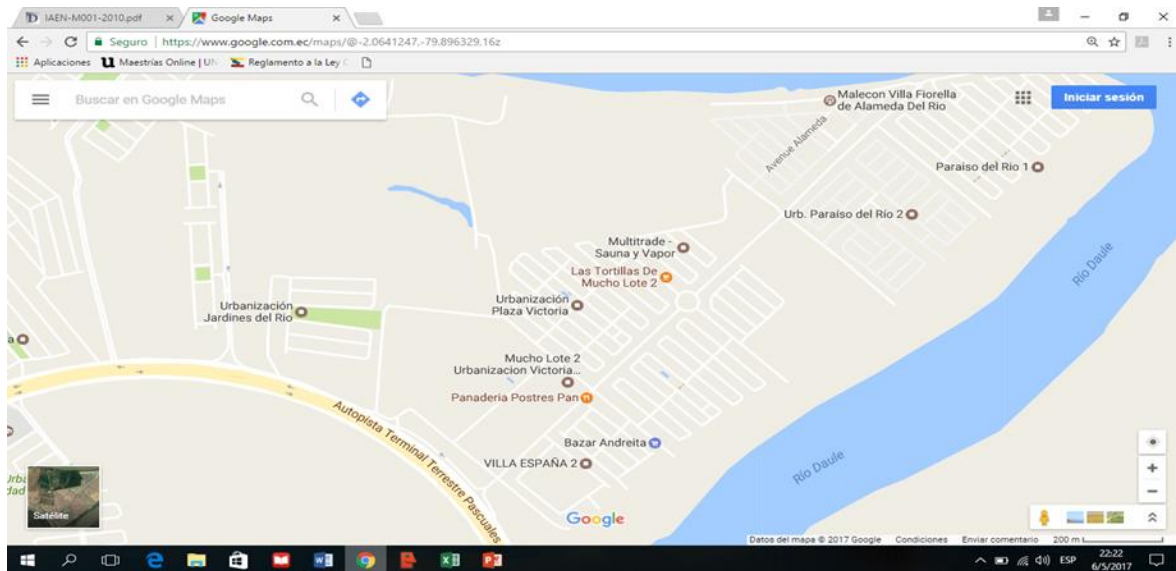 IAEN-M001-2010.pdf
Google Maps
Seguro | https://www.google.com.ec/maps/@-2.0641247,-79.896329,16z
Aplicaciones
Maestrías Online | UN
Reglamento a la Ley
Buscar en Google Maps
Iniciar sesión
Malecon Villa Fiorella
de Alameda Del Rio
Avenue Alameda
Paraiso del Rio 1
Urb. Paraíso del Río 2
Multitrade -
Sauna y Vapor
Las Tortillas De
Mucho Lote 2
Río Daule
Urbanización
Plaza Victoria
Urbanización
Jardines del Rio
a
Mucho Lote 2
Urbanizacion Victoria...
Panaderia Postres Pan
Autopista Terminal Terrestre Pascuales
Bazar Andreita
VILLA ESPAÑA 2
Río Daule
Urba
dad
Satélite
Google
Datos del mapa © 2017 Google
Condiciones
Enviar comentario
200 m
ESP
22:22
6/5/2017